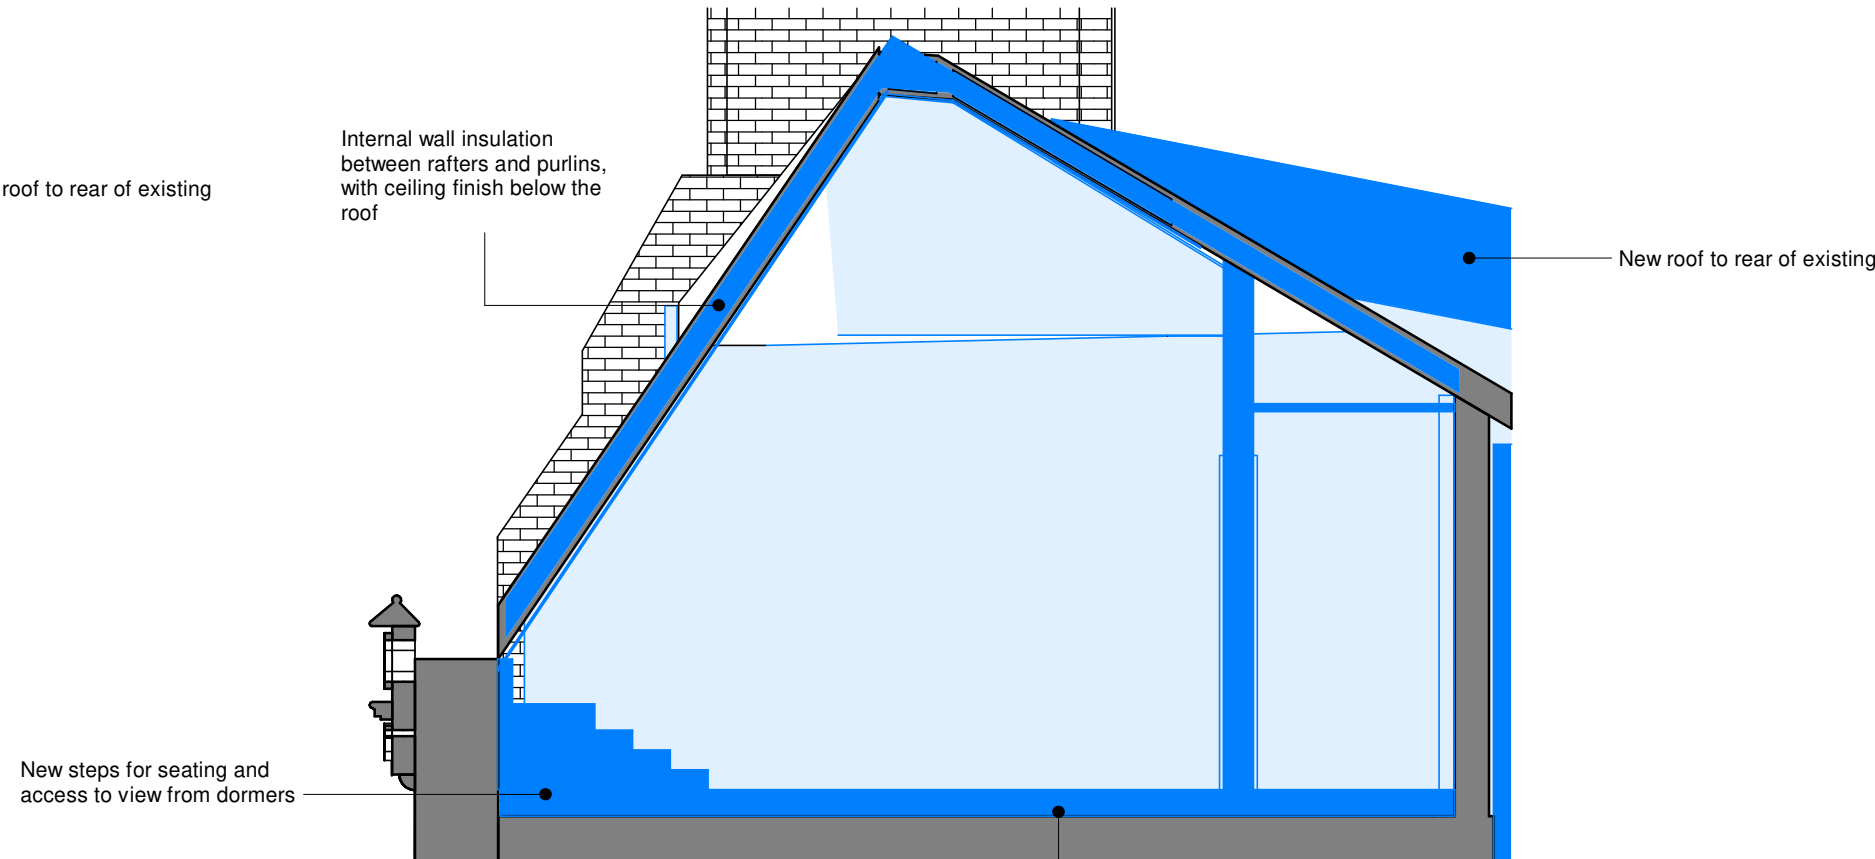 roof to rear of existing
Internal wall insulation
between rafters and purlins,
with ceiling finish below the
roof
New roof to rear of existing
New steps for seating and
access to view from dormers